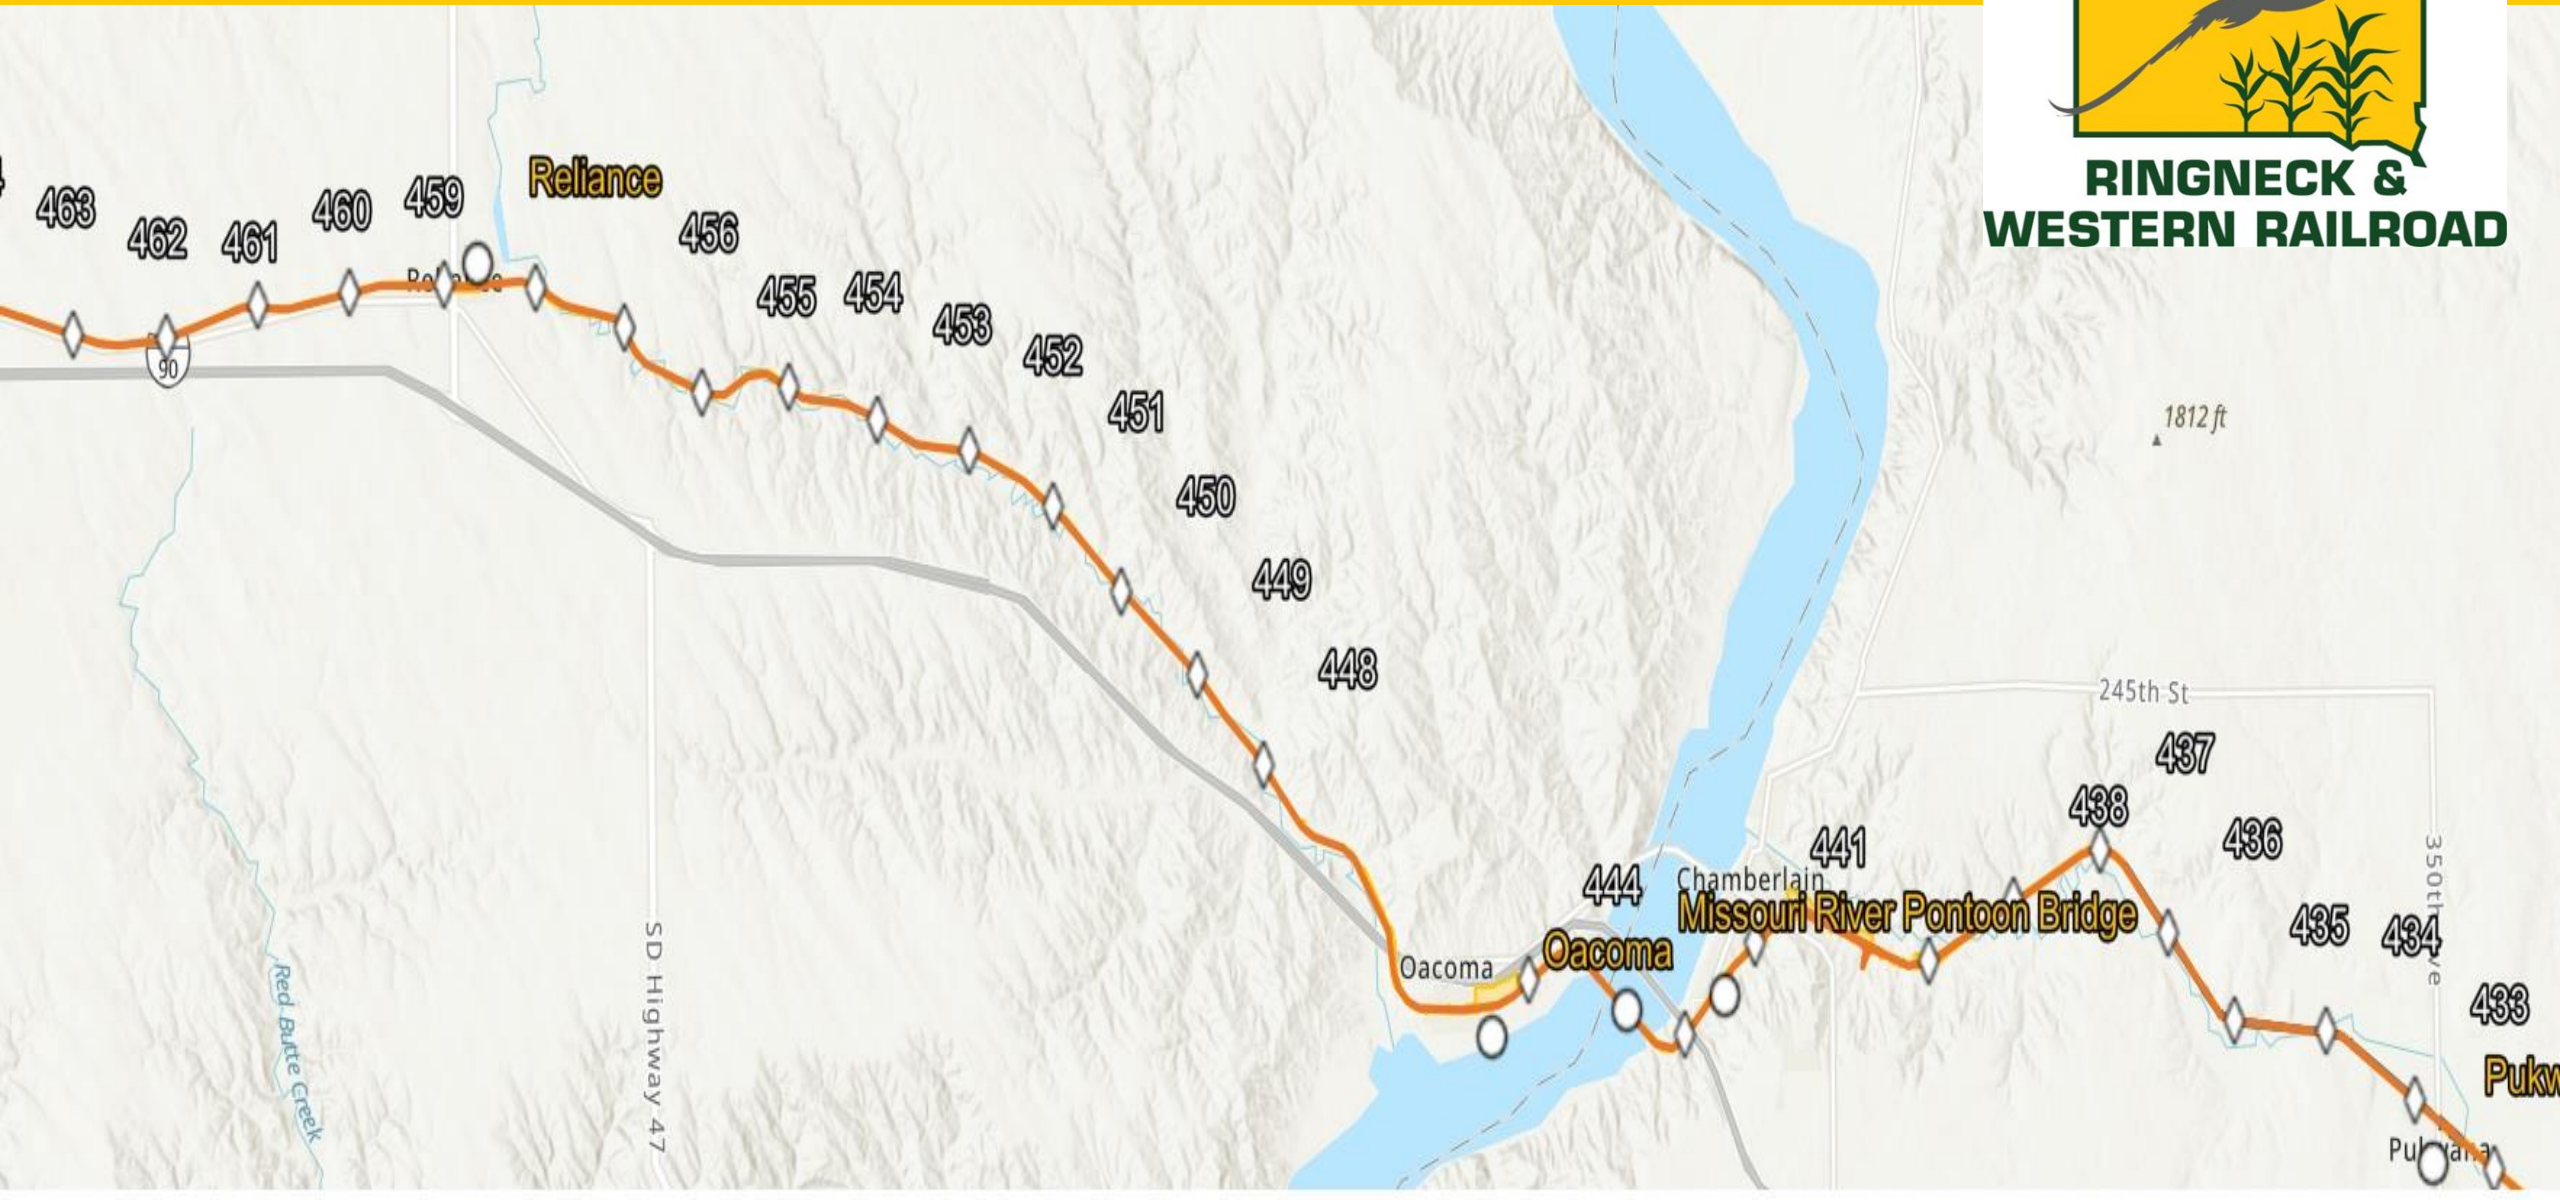 RINGNECK &
WESTERN RAILROAD
463
462
461
460
459
Reliance
90
456
455
454
453
452
451
450
449
448
1812 ft
245th St
437
438
436
441
444
Chamberlain
Missouri River Pontoon Bridge
Oacoma
Oacoma
435
434
433
SD Highway 47
Red Butte Creek